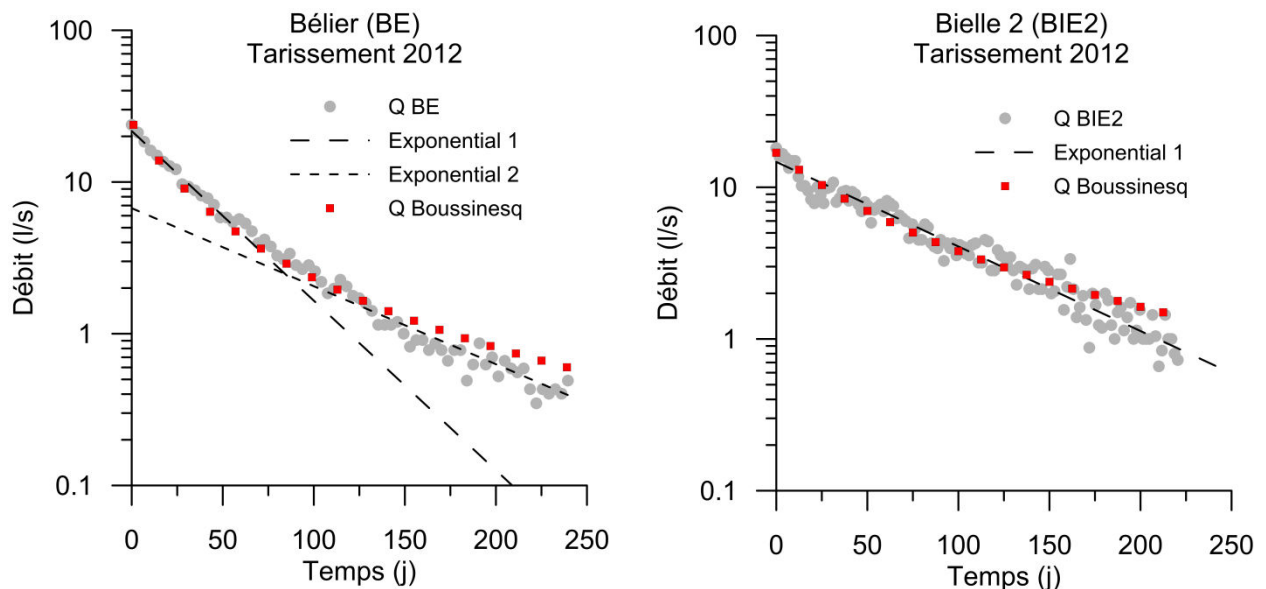 Bélier (BE)
Tarissement 2012
Q BE
Exponential 1
Exponential 2
Q Boussinesq
Débit (l/s)
100
10
1
0.1
0
50
100
150
200
250
Temps (j)
Bielle 2 (BIE2)
Tarissement 2012
Q BIE2
Exponential 1
Q Boussinesq
Débit (l/s)
100
10
1
0.1
0
50
100
150
200
250
Temps (j)